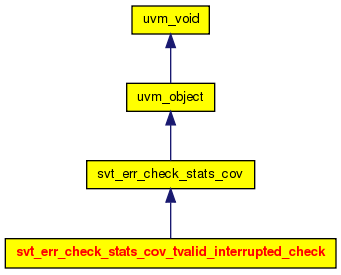 uvm_void
uvm_object
svt_err_check_stats_cov
svt_err_check_stats_cov_tvalid_interrupted_check